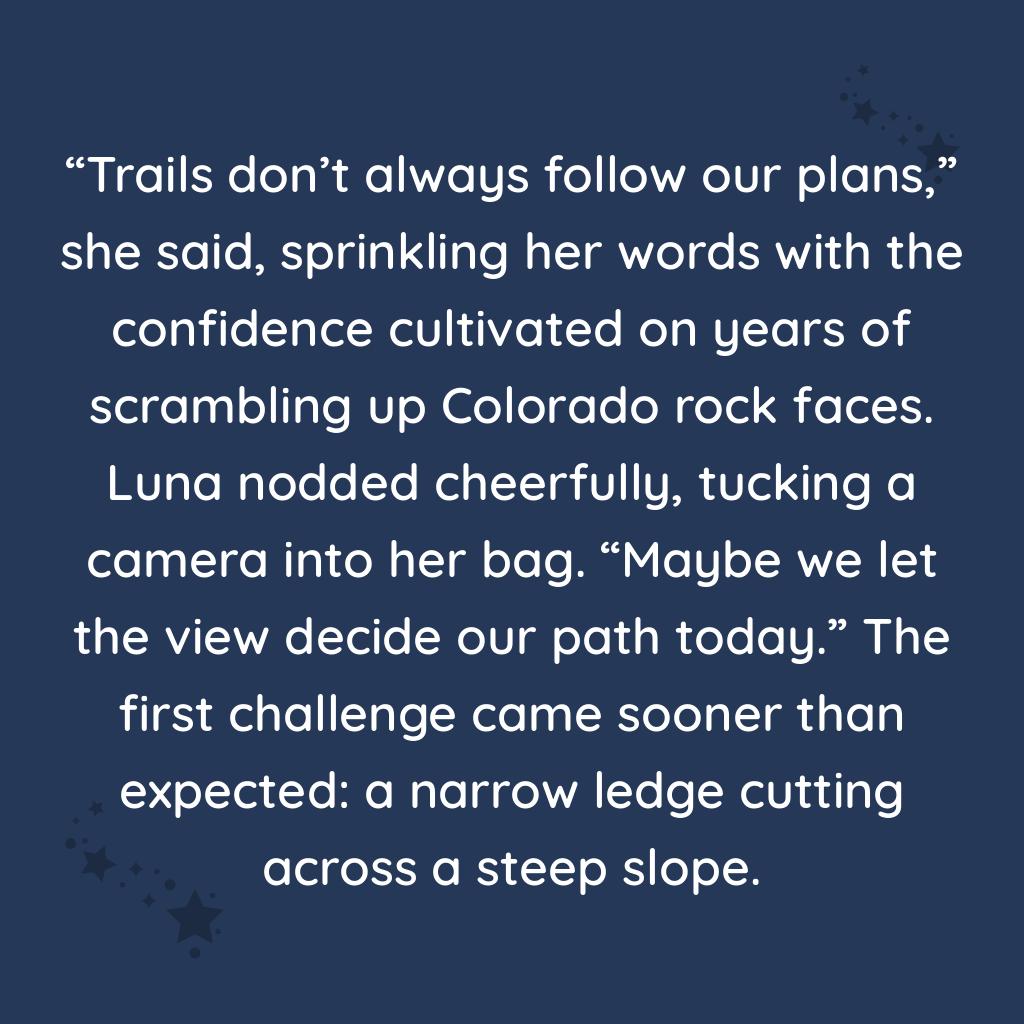 “Trails don’t always follow our plans,”
she said, sprinkling her words with the
confidence cultivated on years of
scrambling up Colorado rock faces.
Luna nodded cheerfully, tucking a
camera into her bag. “Maybe we let
the view decide our path today.” The
first challenge came sooner than
expected: a narrow ledge cutting
across a steep slope.